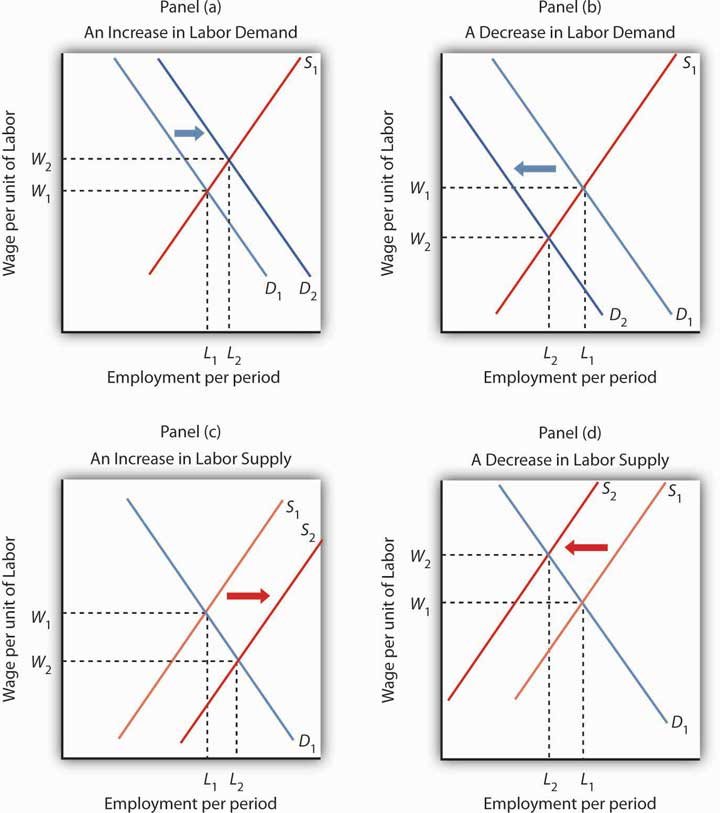 Panel (a)
An Increase in Labor Demand
Wage per unit of Labor
W2
W1
S1
D1
D2
L1
L2
Employment per period
Panel (b)
A Decrease in Labor Demand
Wage per unit of Labor
W1
W2
S1
D2
D1
L2
L1
Employment per period
Panel (c)
An Increase in Labor Supply
Wage per unit of Labor
W1
W2
S1
S2
D1
L1
L2
Employment per period
Panel (d)
A Decrease in Labor Supply
Wage per unit of Labor
W2
W1
S2
S1
D1
L2
L1
Employment per period